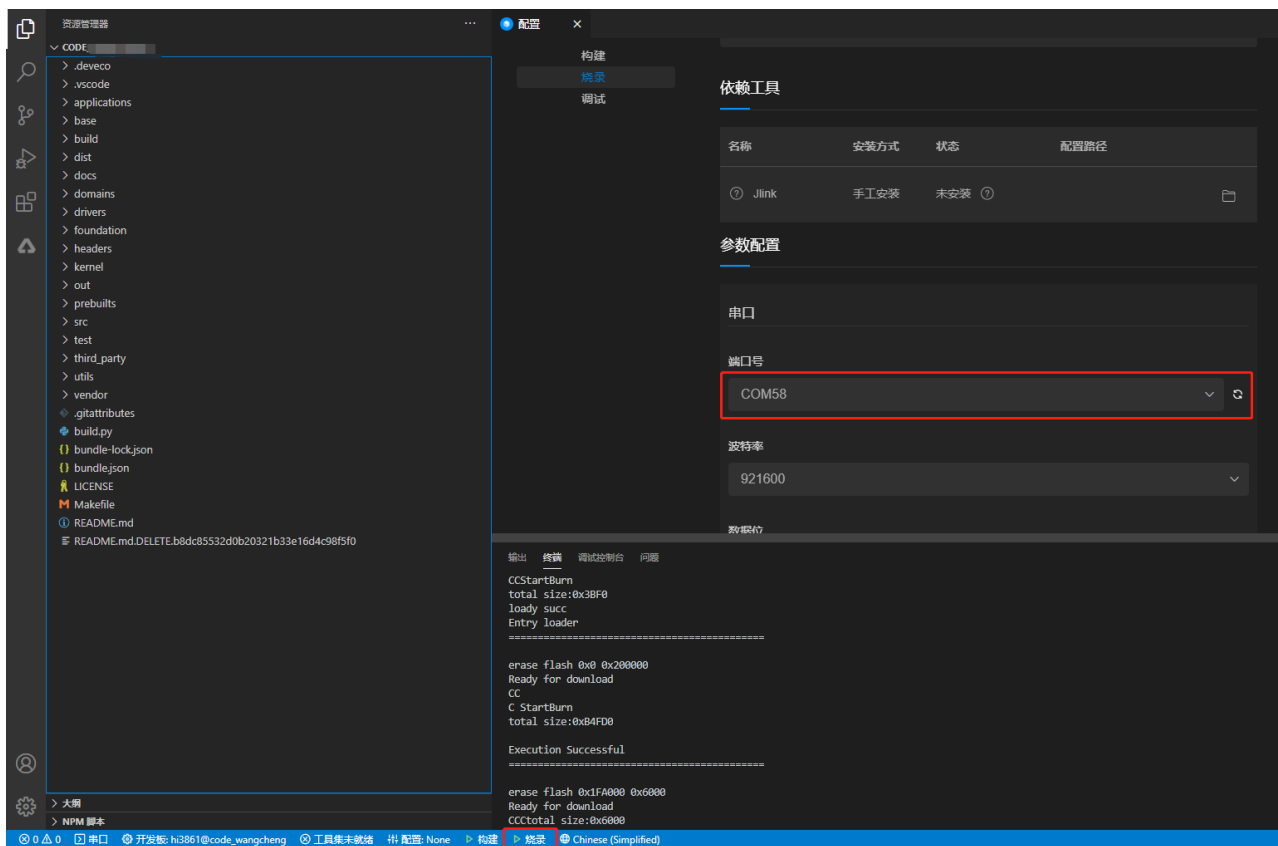 资源管理器 ···
CODE_
.deveco
.vscode
applications
base
build
dist
docs
domains
drivers
foundation
headers
kernel
out
prebuilts
src
test
third_party
utils
vendor
.gitattributes
build.py
{} bundle-lock.json
{} bundle.json
LICENSE
Makefile
README.md
README.md.DELETE.b8dc85532d0b20321b33e16d4c98f5f0
大纲
NPM 脚本
配置 ×
构建
烧录
调试
依赖工具
名称 安装方式 状态 配置路径
Jlink 手工安装 未安装
参数配置
串口
端口号
COM58
波特率
921600
数据位
输出 终端 调试控制台 问题
CCStartBurn
total size:0x3BF0
loady succ
Entry loader
============================================
erase flash 0x0 0x200000
Ready for download
CC
C StartBurn
total size:0xB4FD0
Execution Successful
============================================
erase flash 0x1FA000 0x6000
Ready for download
CCCtotal size:0x6000
0 0 串口 开发板: hi3861@code_wangcheng 工具集未就绪 配置: None 构建 烧录 Chinese (Simplified)